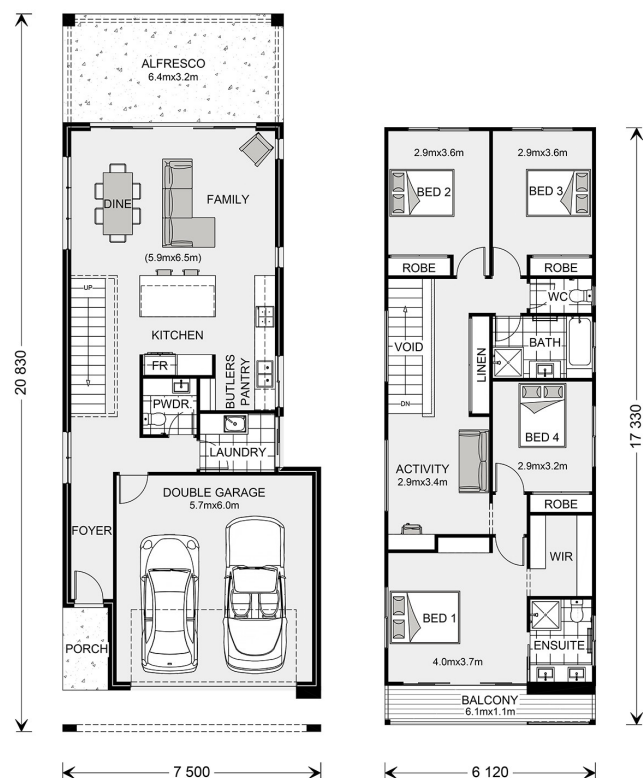 ALFRESCO
6.4mx3.2m
DINE
FAMILY
(5.9mx6.5m)
UP
KITCHEN
FR
BUTLERS
PANTRY
PWDR.
LAUNDRY
DOUBLE GARAGE
5.7mx6.0m
FOYER
PORCH
20 830
7 500
2.9mx3.6m
BED 2
2.9mx3.6m
BED 3
ROBE
ROBE
WC
VOID
BATH
LINEN
DN
BED 4
2.9mx3.2m
ACTIVITY
2.9mx3.4m
ROBE
WIR
BED 1
4.0mx3.7m
ENSUITE
BALCONY
6.1mx1.1m
17 330
6 120